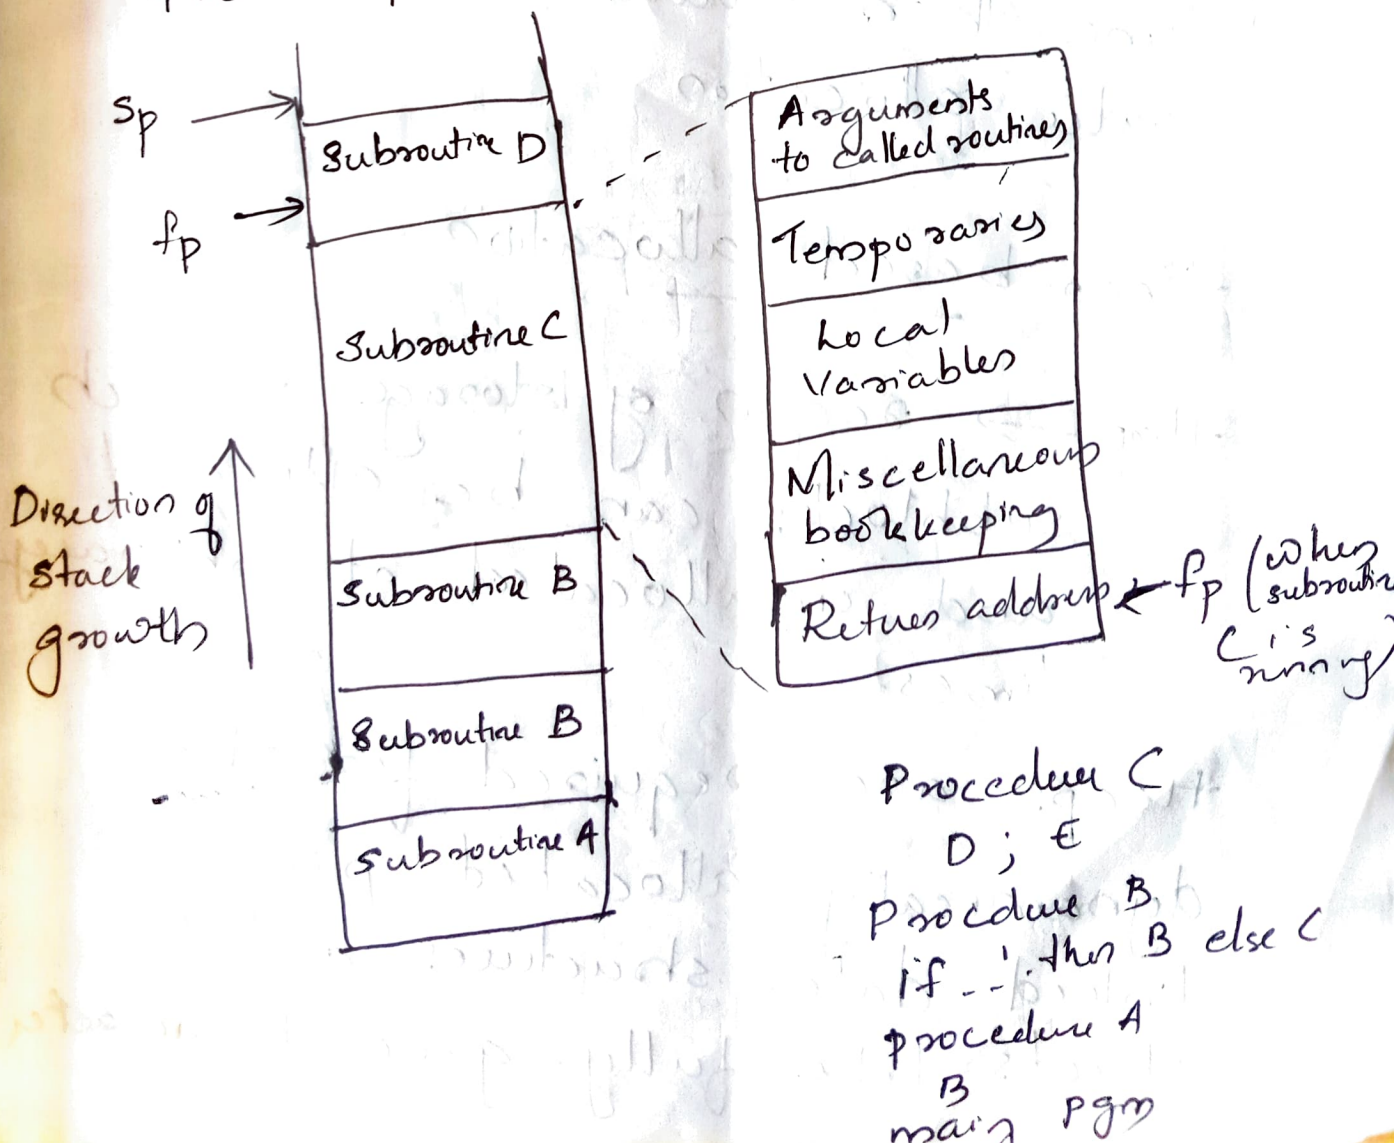 Sp
Subroutine D
fp
Subroutine C
Direction of
stack
growth
Subroutine B
Subroutine B
Subroutine A
Arguments
to called routines
Temporaries
Local
Variables
Miscellaneous
bookkeeping
Return address
fp (when
subroutine
C is
running)
Procedure C
D ; E
Procdure B
if --- then B else C
procedure A
B
main pgm